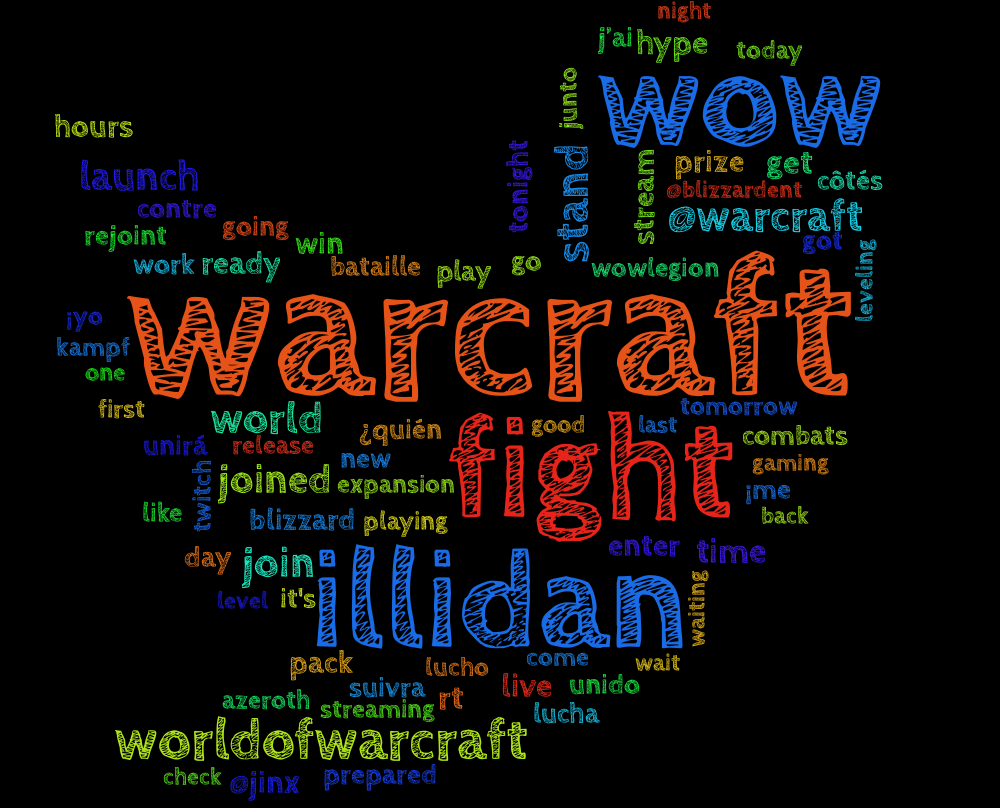 night
j'ai hype today
wow
junto
hours
launch
tonight
stand
stream
prize get
@blizzardent côtés
@warcraft
contre
rejoint going win
got
leveling
work ready bataille play go wowlegion
warcraft
¡yo
kampf
one
first
tomorrow
world ¿quién good last
combats
unirá release new
fight
gaming
twitch
joined expansion
¡me
like blizzard playing
back
day join
enter time
illidan
level it's
waiting
pack lucho come wait
suivra live unido
azeroth streaming rt lucha
worldofwarcraft
check @jinx prepared